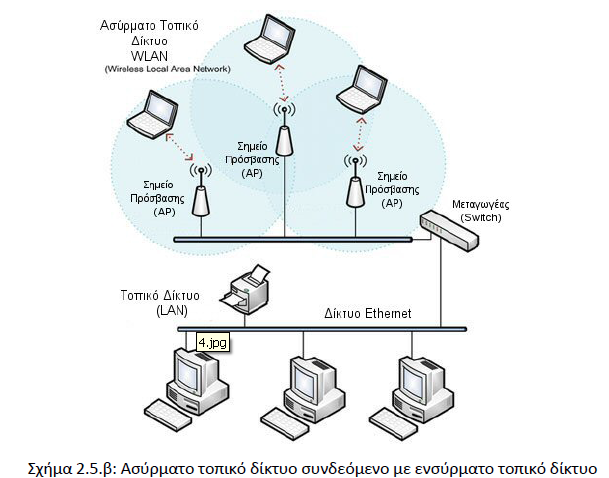 Ασύρματο Τοπικό
Δίκτυο
WLAN
(Wireless Local Area Network)
Σημείο
Πρόσβασης
(AP)
Σημείο
Πρόσβασης
(AP)
Σημείο
Πρόσβασης
(AP)
Μεταγωγέας
(Switch)
Τοπικό Δίκτυο
(LAN)
Δίκτυο Ethernet
4.jpg
Σχήμα 2.5.β: Ασύρματο τοπικό δίκτυο συνδεόμενο με ενσύρματο τοπικό δίκτυο